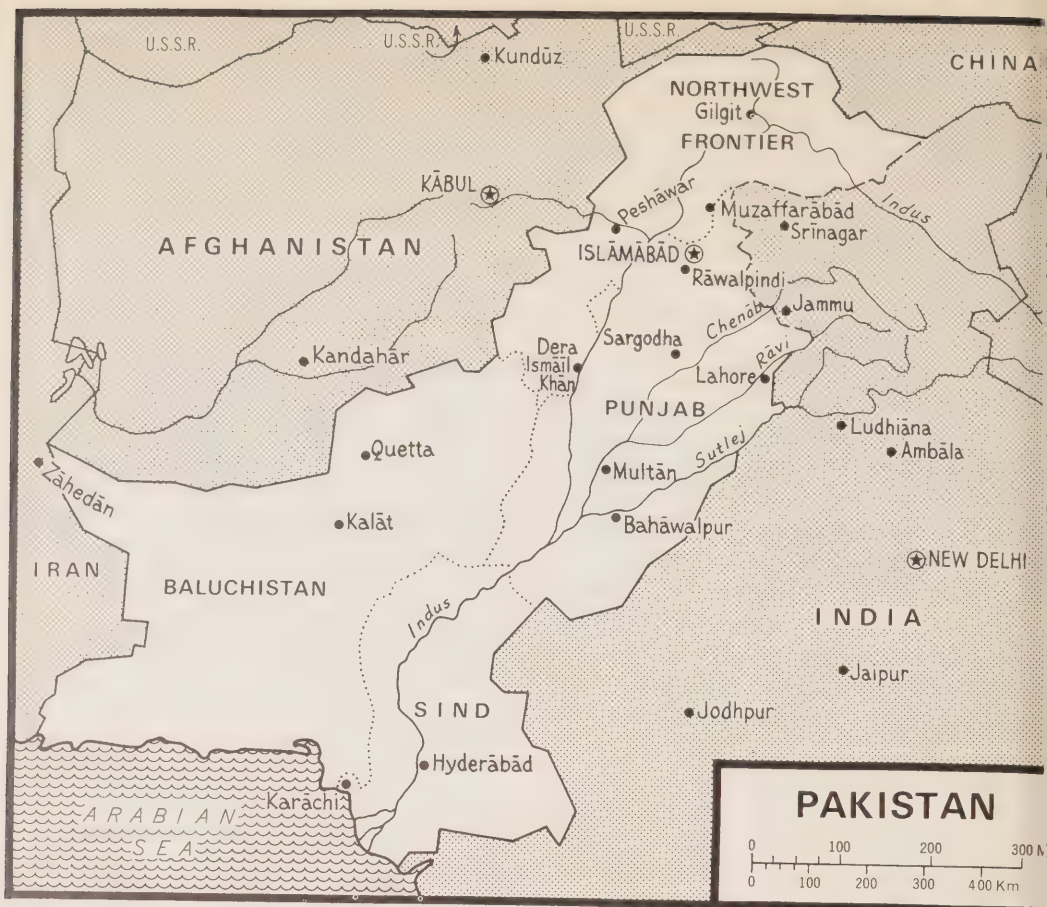 U.S.S.R.
U.S.S.R.
U.S.S.R.
Kundūz
CHINA
NORTHWEST
Gilgit
FRONTIER
KĀBUL
Peshāwar
Indus
Muzaffarābād
Srīnagar
AFGHANISTAN
ISLĀMĀBĀD
Rāwalpindi
Chenāb
Jammu
Kandahār
Dera
Ismāīl
Khān
Sargodha
Rāvi
Lahore
PUNJAB
Ludhiāna
Ambāla
Quetta
Sutlej
Multān
Zāhedān
Kalāt
Bahāwalpur
NEW DELHI
IRAN
BALUCHISTAN
Indus
INDIA
Jaipur
SIND
Jodhpur
Hyderābād
Karāchi
ARABIAN
SEA
PAKISTAN
0 100 200 300 M
0 100 200 300 400 Km